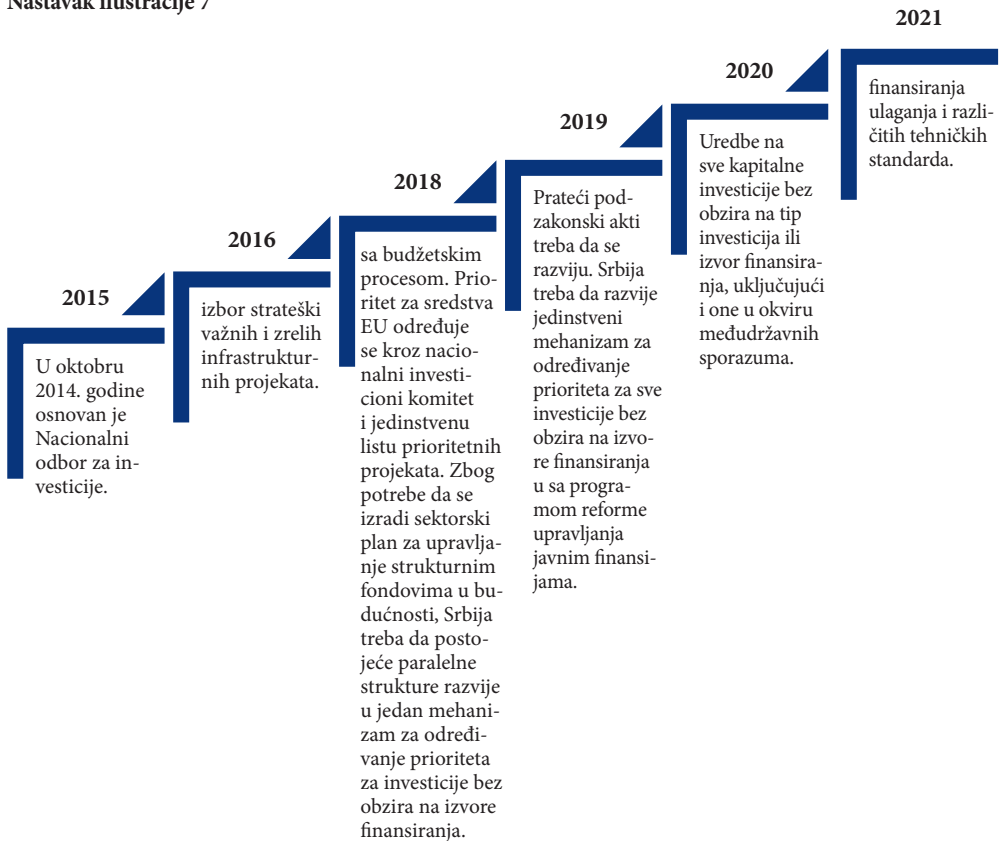 Nastavak ilustracije 7
2015
U oktobru
2014. godine
osnovan je
Nacionalni
odbor za in-
vesticije.
2016
izbor strateški
važnih i zrelih
infrastruktur-
nih projekata.
2018
sa budžetskim
procesom. Prio-
ritet za sredstva
EU određuje
se kroz nacio-
nalni investi-
cioni komitet
i jedinstvenu
listu prioritetnih
projekata. Zbog
potrebe da se
izradi sektorski
plan za upravlja-
nje strukturnim
fondovima u bu-
dućnosti, Srbija
treba da posto-
jeće paralelne
strukture razvije
u jedan mehani-
zam za određi-
vanje prioriteta
za investicije bez
obzira na izvore
finansiranja.
2019
Prateći pod-
zakonski akti
treba da se
razviju. Srbija
treba da razvije
jedinstveni
mehanizam za
određivanje
prioriteta za sve
investicije bez
obzira na izvo-
re finansiranja
u sa progra-
mom reforme
upravljanja
javnim finansi-
jama.
2020
Uredbe na
sve kapitalne
investicije bez
obzira na tip
investicija ili
izvor finansira-
nja, uključujući
i one u okviru
međudržavnih
sporazuma.
2021
finansiranja
ulaganja i razli-
čitih tehničkih
standarda.